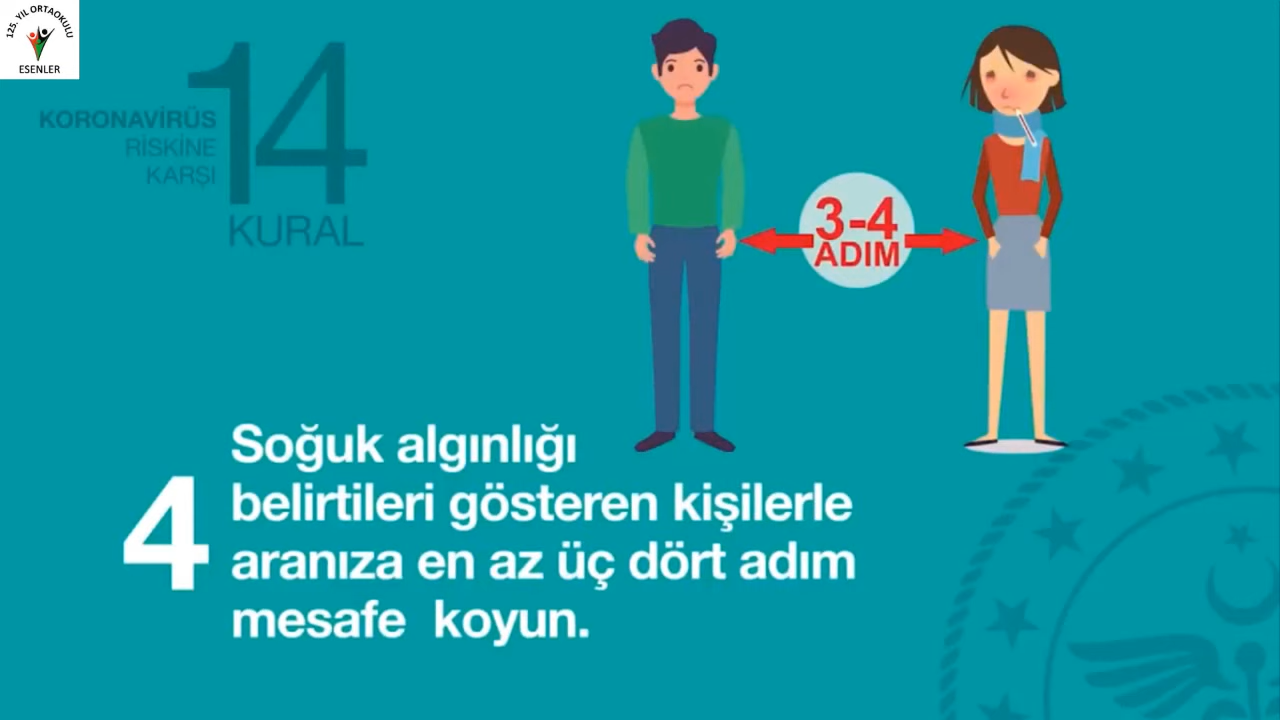 125. YIL ORTAOKULU
ESENLER
14
KORONAVİRÜS
RİSKİNE
KARŞI
KURAL
3-4
ADIM
4
Soğuk algınlığı
belirtileri gösteren kişilerle
aranıza en az üç dört adım
mesafe koyun.